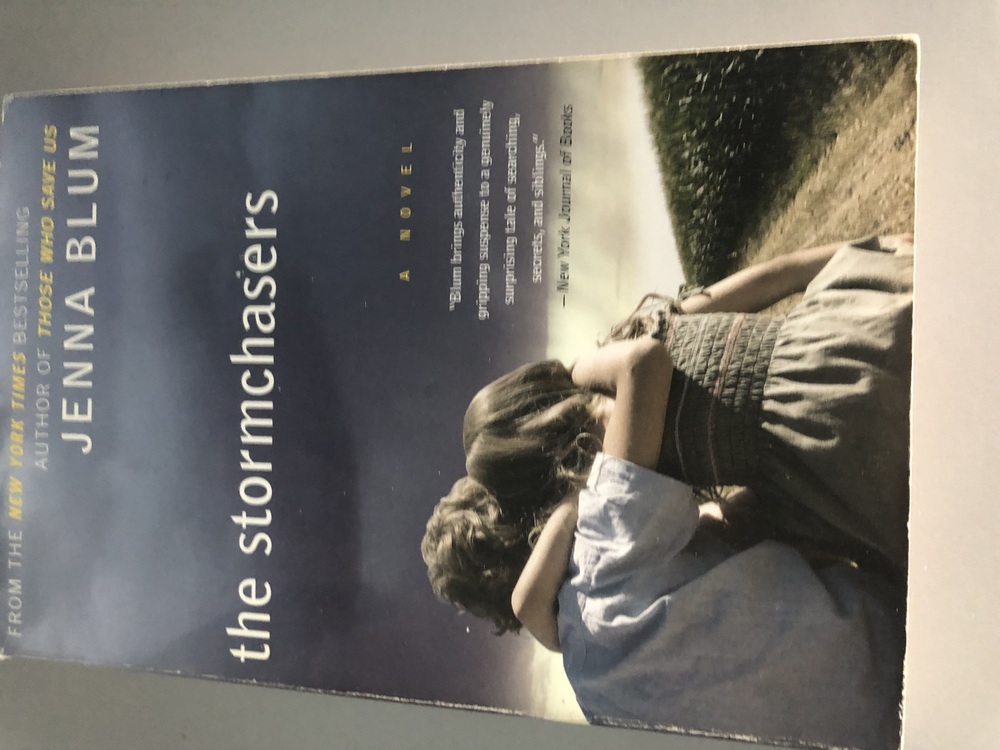 FROM THE NEW YORK TIMES BESTSELLING
AUTHOR OF THOSE WHO SAVE US
JENNA BLUM
the stormchasers
A NOVEL
"Blum brings authenticity and
gripping suspense to a genuinely
surprising tale of searching,
secrets, and siblings."
—New York Journal of Books